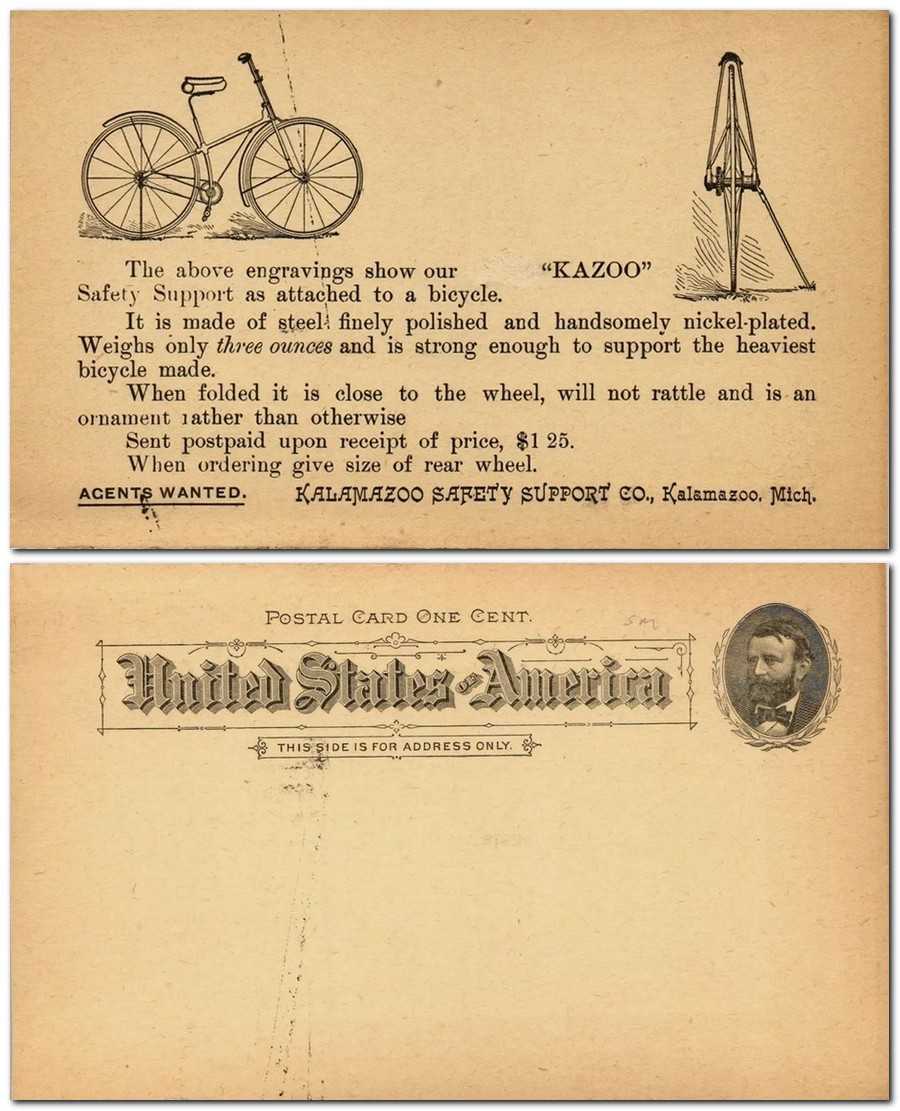 The above engravings show our "KAZOO"
Safety Support as attached to a bicycle.
It is made of steel finely polished and handsomely nickel-plated.
Weighs only three ounces and is strong enough to support the heaviest
bicycle made.
When folded it is close to the wheel, will not rattle and is an
ornament rather than otherwise
Sent postpaid upon receipt of price, $1 25.
When ordering give size of rear wheel.
AGENTS WANTED. KALAMAZOO SAFETY SUPPORT CO., Kalamazoo, Mich.
POSTAL CARD ONE CENT.
United States OF America
THIS SIDE IS FOR ADDRESS ONLY.